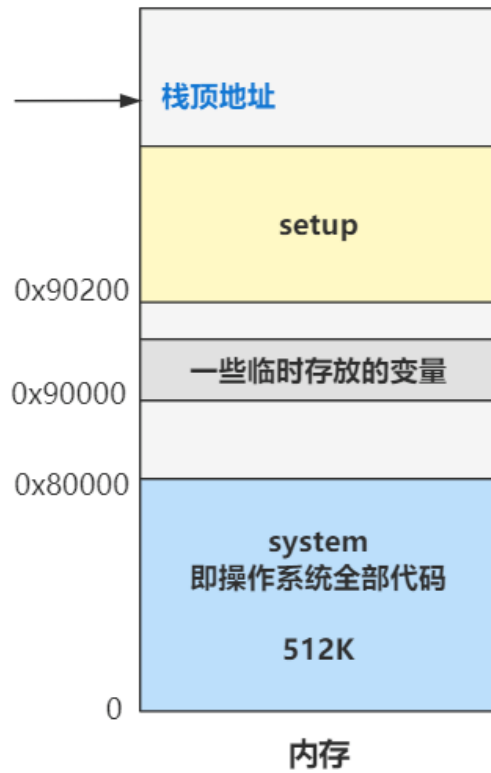 栈顶地址
setup
0x90200
一些临时存放的变量
0x90000
0x80000
system
即操作系统全部代码
512K
0
内存